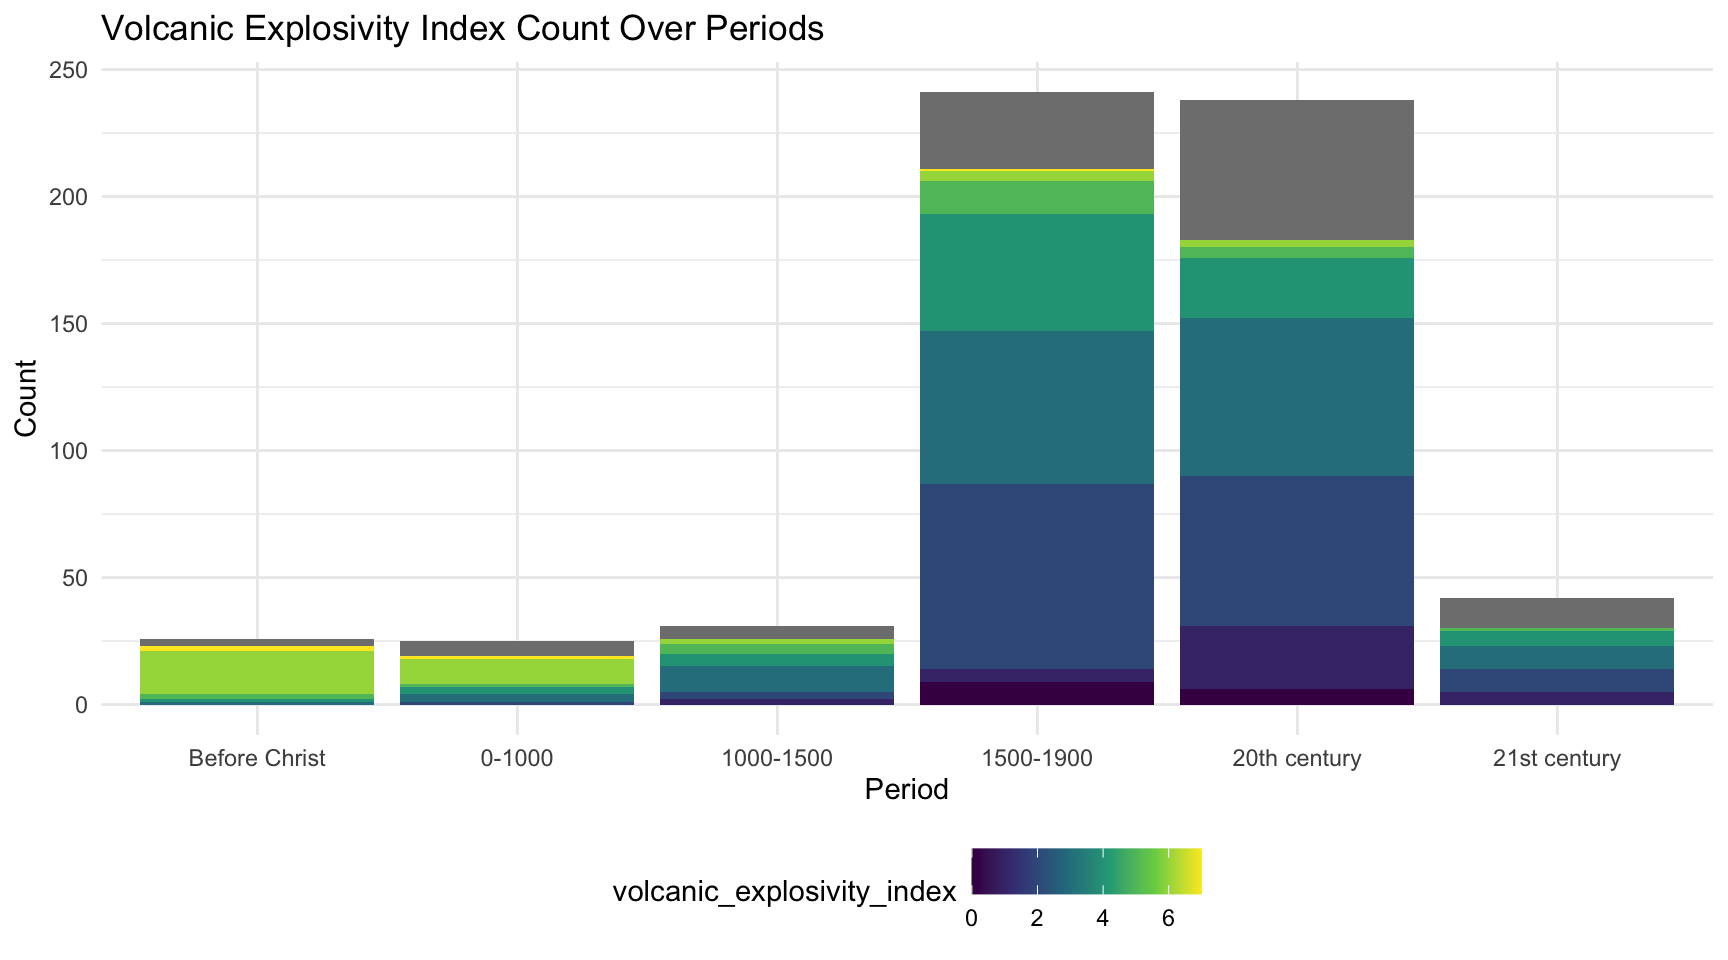 Volcanic Explosivity Index Count Over Periods
250
200
150
100
50
0
Count
Before Christ 0-1000 1000-1500 1500-1900 20th century 21st century
Period
volcanic_explosivity_index
0 2 4 6